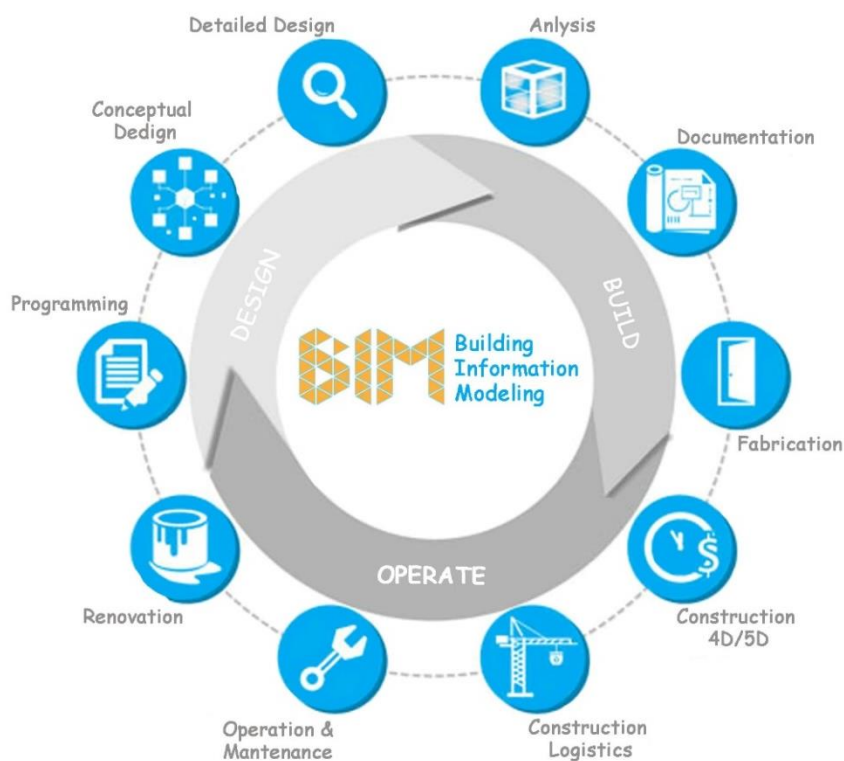 Detailed Design
Anlysis
Conceptual
Dedign
Documentation
Programming
DESIGN
BUILD
BIM
Building
Information
Modeling
Fabrication
OPERATE
Renovation
Construction
4D/5D
Operation &
Mantenance
Construction
Logistics